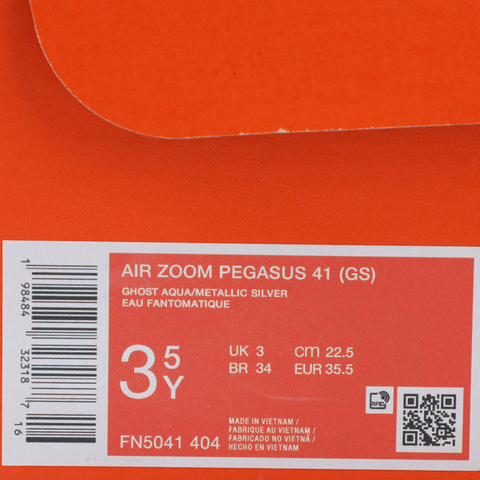 AIR ZOOM PEGASUS 41 (GS)
GHOST AQUA/METALLIC SILVER
EAU FANTOMATIQUE
3 5 Y
UK 3 cm 22.5
BR 34 EUR 35.5
RFID
FN5041 404
MADE IN VIETNAM /
FABRIQUE AU VIETNAM /
FABRICADO NO VIETNÃ /
HECHO EN VIETNAM
1 98484 32318 7 16